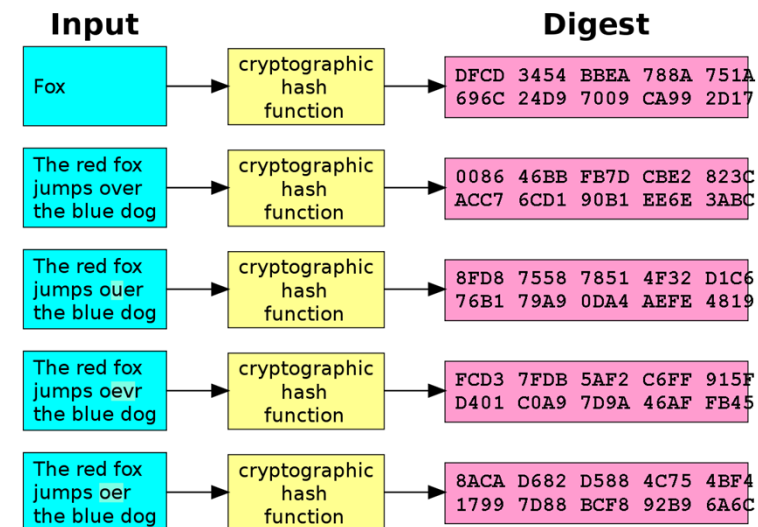 Input Digest
Fox
cryptographic
hash
function
DFCD 3454 BBEA 788A 751A
696C 24D9 7009 CA99 2D17
The red fox
jumps over
the blue dog
cryptographic
hash
function
0086 46BB FB7D CBE2 823C
ACC7 6CD1 90B1 EE6E 3ABC
The red fox
jumps ouer
the blue dog
cryptographic
hash
function
8FD8 7558 7851 4F32 D1C6
76B1 79A9 0DA4 AEFE 4819
The red fox
jumps oevr
the blue dog
cryptographic
hash
function
FCD3 7FDB 5AF2 C6FF 915F
D401 C0A9 7D9A 46AF FB45
The red fox
jumps oer
the blue dog
cryptographic
hash
function
8ACA D682 D588 4C75 4BF4
1799 7D88 BCF8 92B9 6A6C